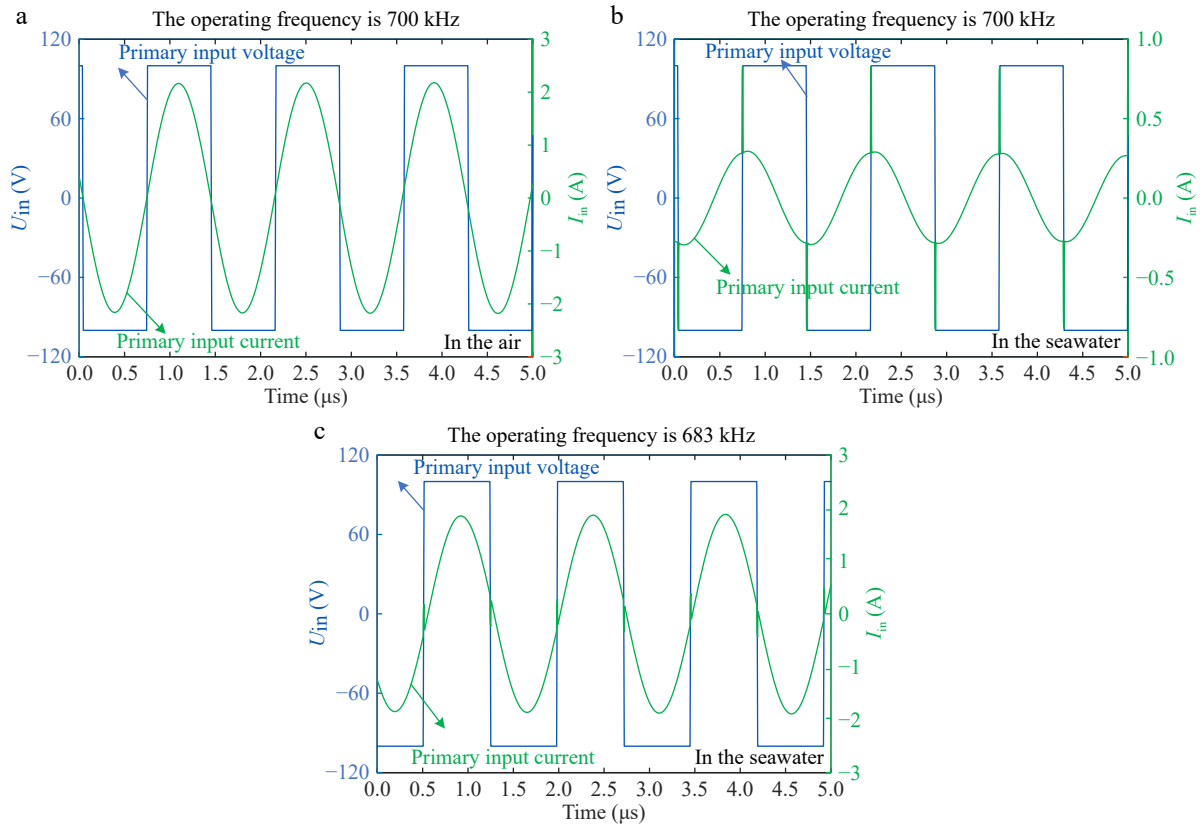 a
The operating frequency is 700 kHz
120
60
0
−60
−120
Uin (V)
3
2
1
0
−1
−2
−3
Iin (A)
Primary input voltage
Primary input current
In the air
0.0 0.5 1.0 1.5 2.0 2.5 3.0 3.5 4.0 4.5 5.0
Time (μs)
b
The operating frequency is 700 kHz
120
60
0
−60
−120
Uin (V)
1.0
0.5
0.0
−0.5
−1.0
Iin (A)
Primary input voltage
Primary input current
In the seawater
0.0 0.5 1.0 1.5 2.0 2.5 3.0 3.5 4.0 4.5 5.0
Time (μs)
c
The operating frequency is 683 kHz
120
60
0
−60
−120
Uin (V)
3
2
1
0
−1
−2
−3
Iin (A)
Primary input voltage
Primary input current
In the seawater
0.0 0.5 1.0 1.5 2.0 2.5 3.0 3.5 4.0 4.5 5.0
Time (μs)